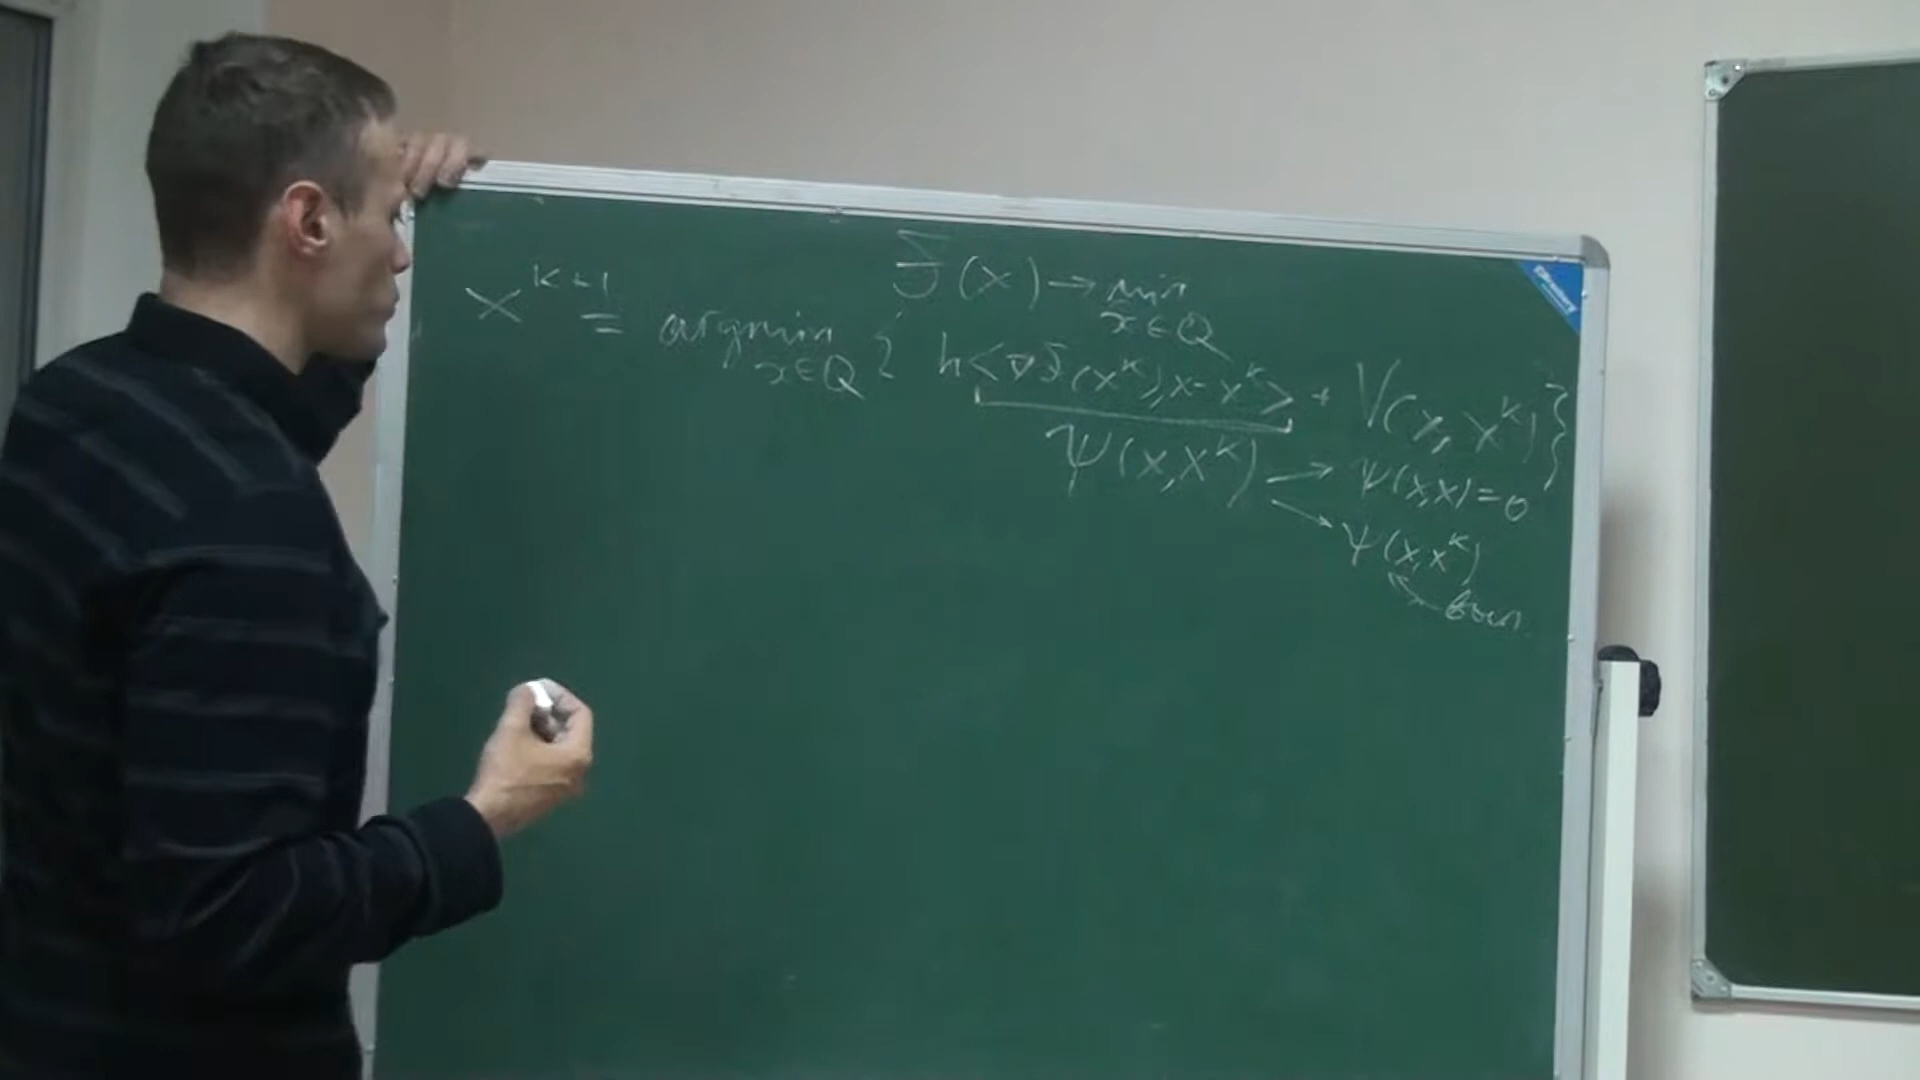 f(x) → min
x∈Q
x^{k+1} = argmin { h<∇f(x^k), x - x^k> + V(x, x^k) }
x∈Q
ψ(x, x^k) → ψ(x,x) = 0
→ ψ(x, x^k)